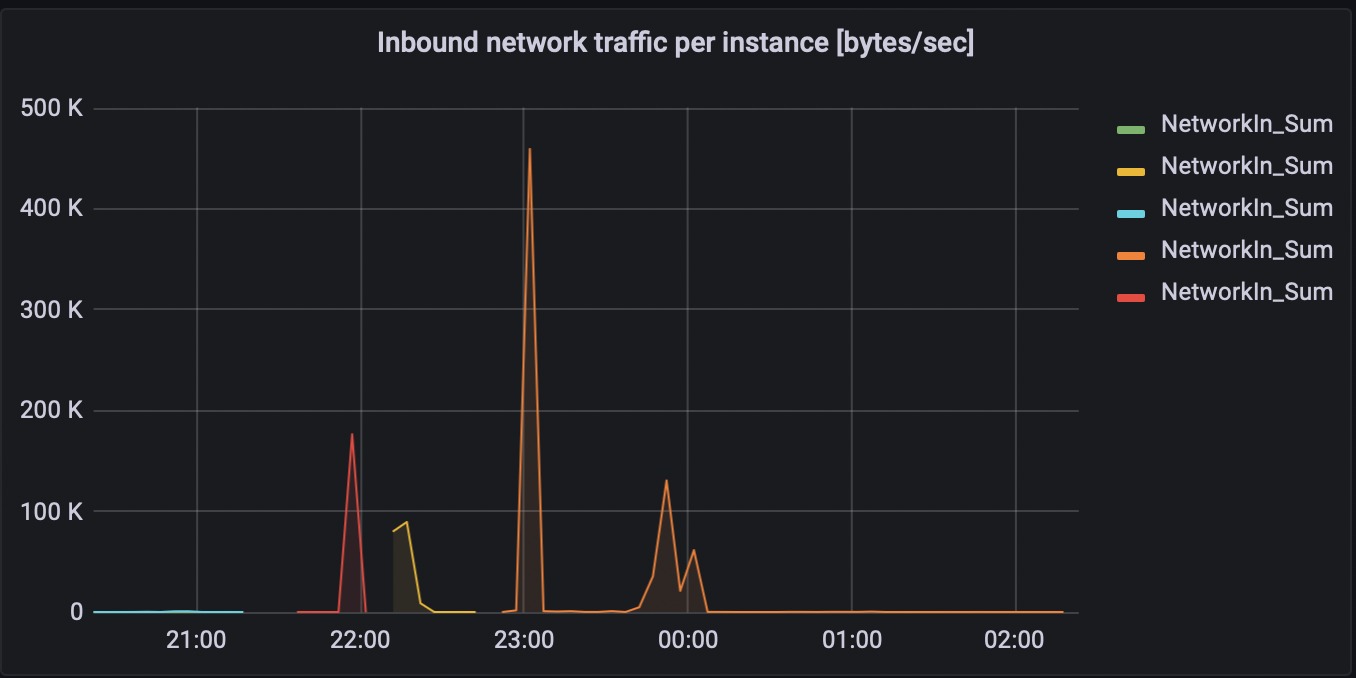 Inbound network traffic per instance [bytes/sec]
500 K
400 K
300 K
200 K
100 K
0
21:00 22:00 23:00 00:00 01:00 02:00
NetworkIn_Sum
NetworkIn_Sum
NetworkIn_Sum
NetworkIn_Sum
NetworkIn_Sum